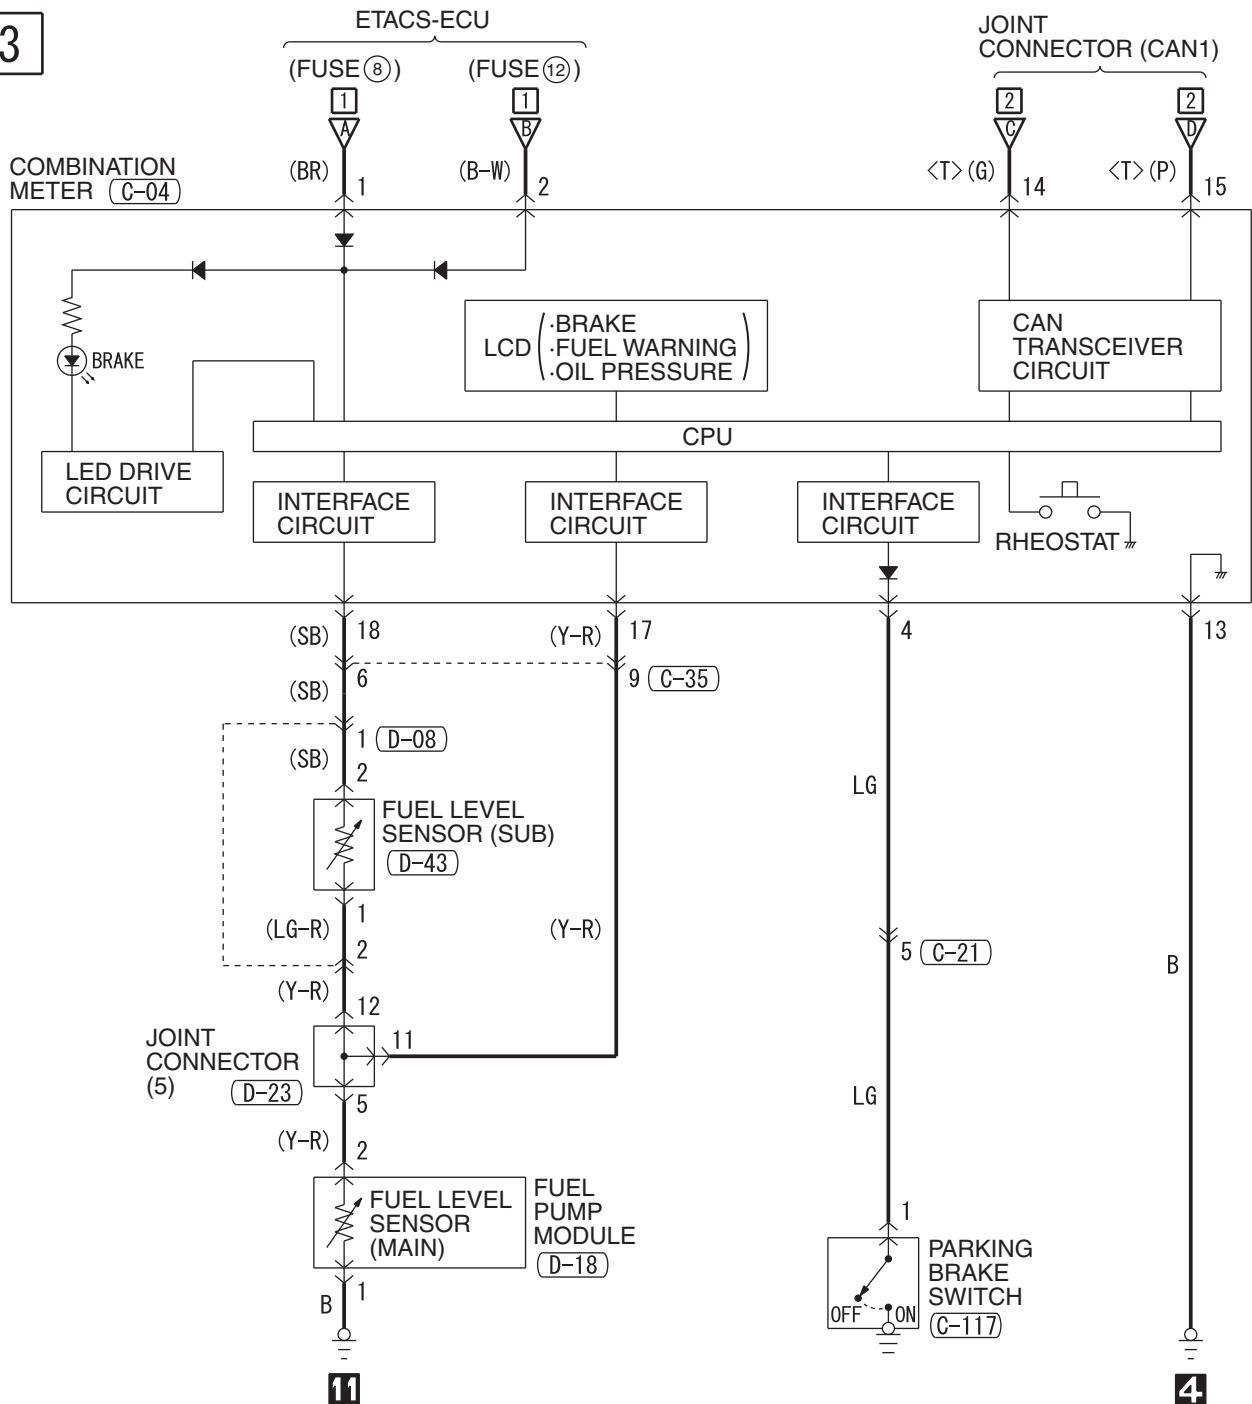 3
ETACS-ECU
(FUSE⑧)
(FUSE⑫)
1
1
A
B
JOINT
CONNECTOR (CAN1)
2
2
C
D
COMBINATION
METER C-04
(BR)
1
(B-W)
2
<T>(G)
14
<T>(P)
15
BRAKE
LCD
·BRAKE
·FUEL WARNING
·OIL PRESSURE
CAN
TRANSCEIVER
CIRCUIT
CPU
LED DRIVE
CIRCUIT
INTERFACE
CIRCUIT
INTERFACE
CIRCUIT
INTERFACE
CIRCUIT
RHEOSTAT
(SB)
18
(Y-R)
17
4
13
6
9 C-35
(SB)
1 D-08
(SB)
2
FUEL LEVEL
SENSOR (SUB)
D-43
LG
1
(LG-R)
2
(Y-R)
5 C-21
B
(Y-R)
12
JOINT
CONNECTOR
(5) D-23
11
5
LG
(Y-R)
2
FUEL LEVEL
SENSOR
(MAIN)
FUEL
PUMP
MODULE
D-18
1
B
1
PARKING
BRAKE
SWITCH
C-117
OFF
ON
11
4